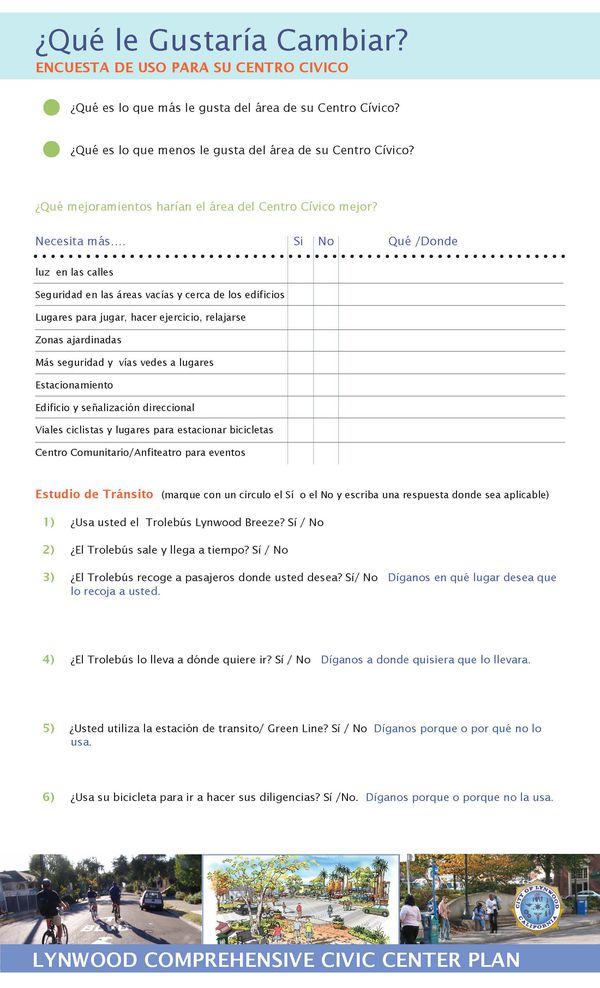 ¿Qué le Gustaría Cambiar?
ENCUESTA DE USO PARA SU CENTRO CIVICO
¿Qué es lo que más le gusta del área de su Centro Cívico?
¿Qué es lo que menos le gusta del área de su Centro Cívico?
¿Qué mejoramientos harían el área del Centro Cívico mejor?
Necesita más.... Si No Qué /Donde
luz en las calles
Seguridad en las áreas vacías y cerca de los edificios
Lugares para jugar, hacer ejercicio, relajarse
Zonas ajardinadas
Más seguridad y vías vedes a lugares
Estacionamiento
Edificio y señalización direccional
Viales ciclistas y lugares para estacionar bicicletas
Centro Comunitario/Anfiteatro para eventos
Estudio de Tránsito (marque con un circulo el Sí o el No y escriba una respuesta donde sea aplicable)
1) ¿Usa usted el Trolebús Lynwood Breeze? Sí / No
2) ¿El Trolebús sale y llega a tiempo? Sí / No
3) ¿El Trolebús recoge a pasajeros donde usted desea? Sí/ No Díganos en qué lugar desea que
lo recoja a usted.
4) ¿El Trolebús lo lleva a dónde quiere ir? Sí / No Díganos a donde quisiera que lo llevara.
5) ¿Usted utiliza la estación de transito/ Green Line? Sí / No Díganos porque o por qué no lo
usa.
6) ¿Usa su bicicleta para ir a hacer sus diligencias? Sí /No. Díganos porque o porque no la usa.
CITY OF LYNWOOD
CALIFORNIA
LYNWOOD COMPREHENSIVE CIVIC CENTER PLAN